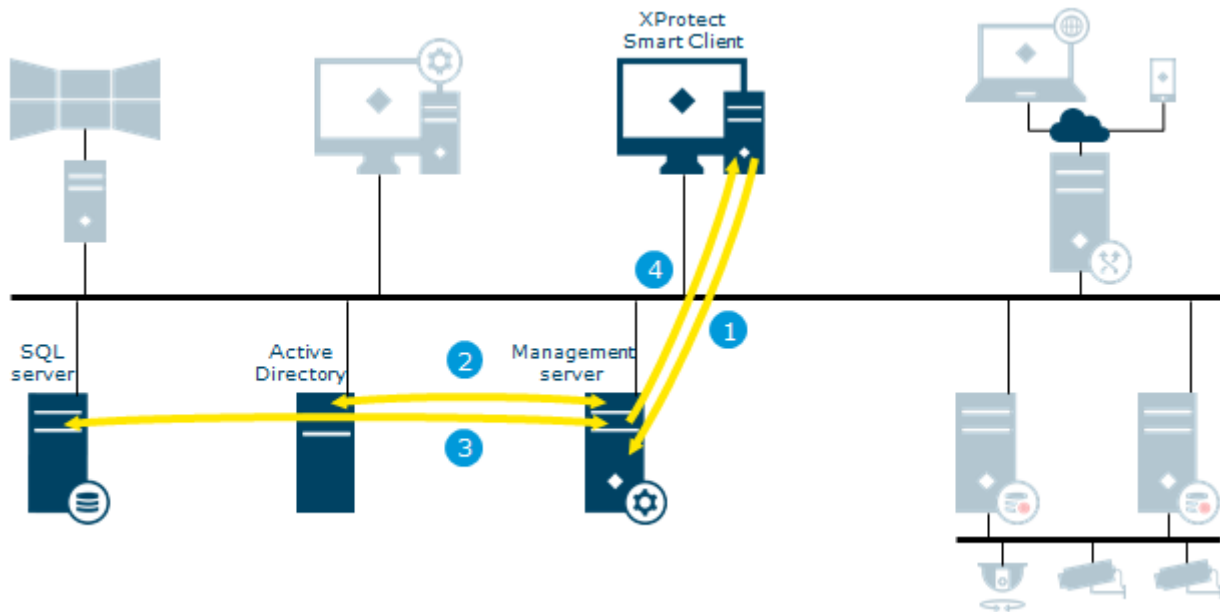 XProtect
Smart Client
4
1
SQL
server
Active
Directory
2
Management
server
3